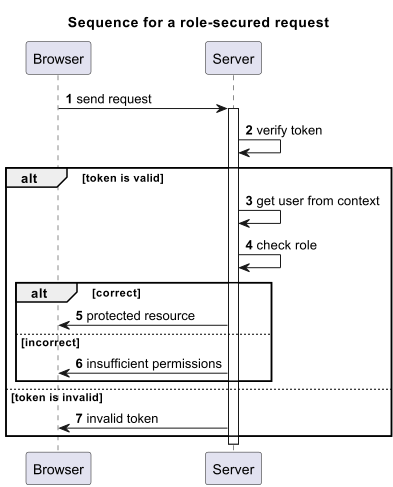 Sequence for a role-secured request
Browser Server
1 send request
2 verify token
alt [token is valid]
3 get user from context
4 check role
alt [correct]
5 protected resource
[incorrect]
6 insufficient permissions
[token is invalid]
7 invalid token
Browser Server